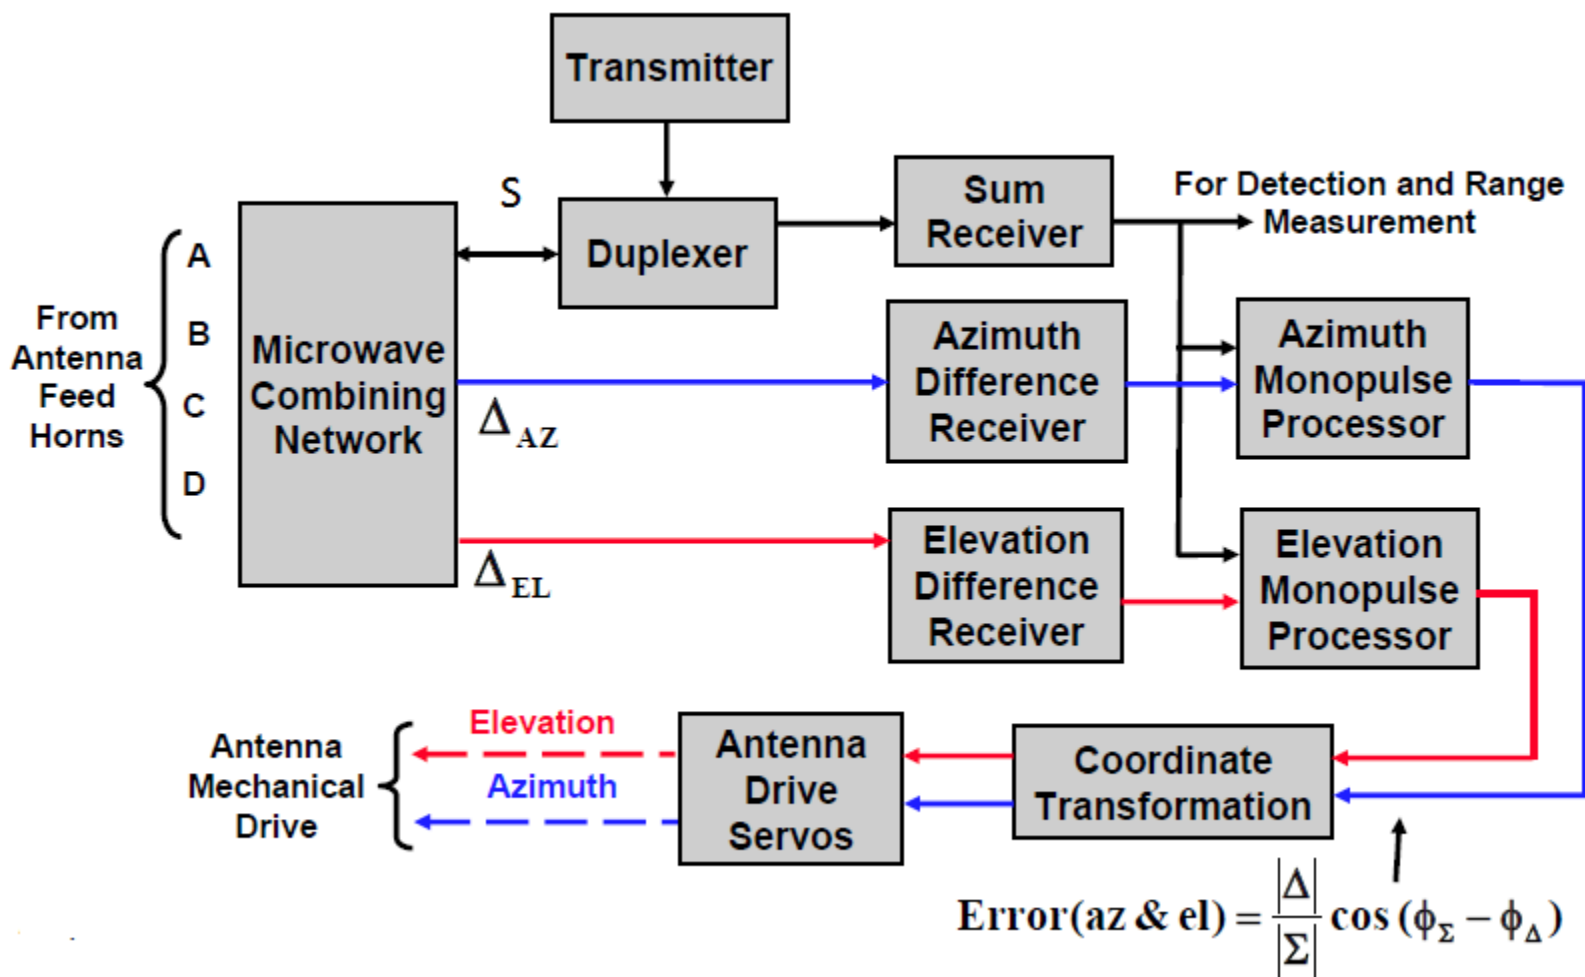 Transmitter
S
Duplexer
Sum
Receiver
For Detection and Range
Measurement
From
Antenna
Feed
Horns
A
B
C
D
Microwave
Combining
Network
Δ AZ
Δ EL
Azimuth
Difference
Receiver
Azimuth
Monopulse
Processor
Elevation
Difference
Receiver
Elevation
Monopulse
Processor
Antenna
Mechanical
Drive
Elevation
Azimuth
Antenna
Drive
Servos
Coordinate
Transformation
Error(az & el) = |Δ| / |Σ| cos (ϕΣ − ϕΔ)